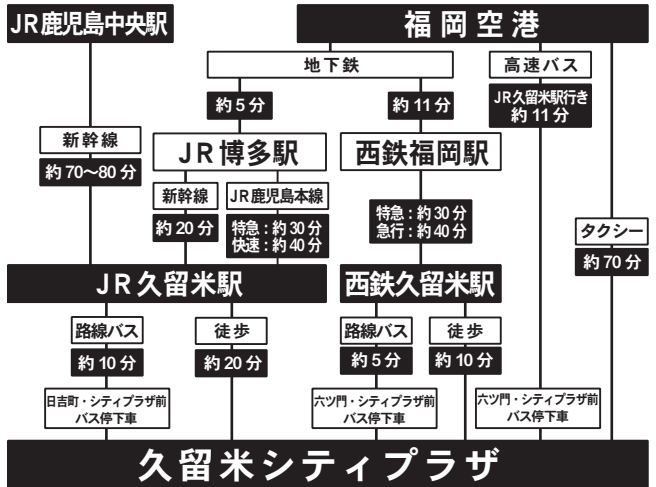 JR鹿児島中央駅
福岡空港
地下鉄
高速バス
約5分
約11分
JR久留米駅行き
約11分
新幹線
約70〜80分
JR博多駅
西鉄福岡駅
新幹線
約20分
JR鹿児島本線
特急：約30分
快速：約40分
特急：約30分
急行：約40分
タクシー
約70分
JR久留米駅
西鉄久留米駅
路線バス
約10分
徒歩
約20分
路線バス
約5分
徒歩
約10分
日吉町・シティプラザ前
バス停下車
六ツ門・シティプラザ前
バス停下車
六ツ門・シティプラザ前
バス停下車
久留米シティプラザ